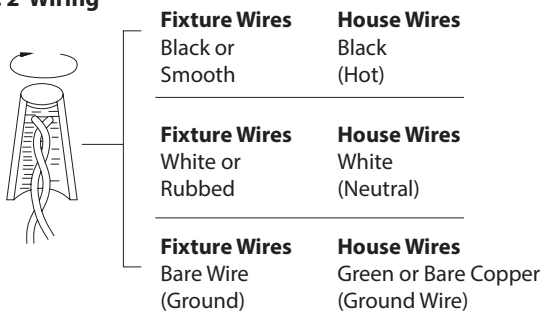 2 Wiring
Fixture Wires House Wires
Black or Black
Smooth (Hot)
Fixture Wires House Wires
White or White
Rubbed (Neutral)
Fixture Wires House Wires
Bare Wire Green or Bare Copper
(Ground) (Ground Wire)